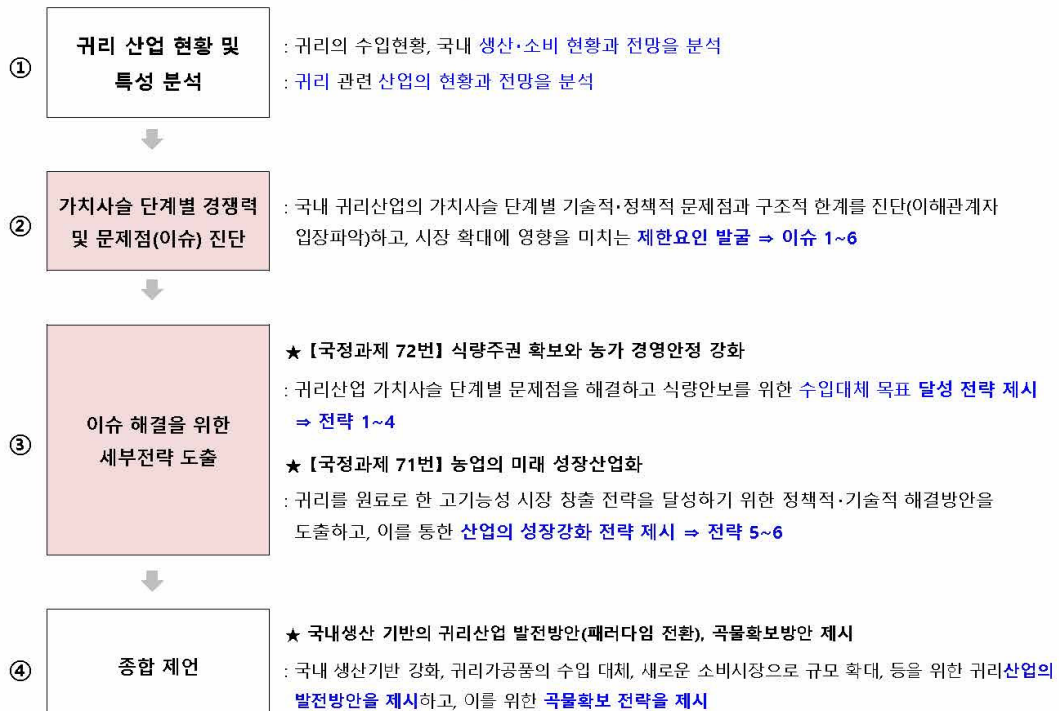 ①
귀리 산업 현황 및
특성 분석
: 귀리의 수입현황, 국내 생산·소비 현황과 전망을 분석
: 귀리 관련 산업의 현황과 전망을 분석
②
가치사슬 단계별 경쟁력
및 문제점(이슈) 진단
: 국내 귀리산업의 가치사슬 단계별 기술적·정책적 문제점과 구조적 한계를 진단(이해관계자
입장파악)하고, 시장 확대에 영향을 미치는 제한요인 발굴 ⇒ 이슈 1~6
③
이슈 해결을 위한
세부전략 도출
★ [국정과제 72번] 식량주권 확보와 농가 경영안정 강화
: 귀리산업 가치사슬 단계별 문제점을 해결하고 식량안보를 위한 수입대체 목표 달성 전략 제시
⇒ 전략 1~4
★ [국정과제 71번] 농업의 미래 성장산업화
: 귀리를 원료로 한 고기능성 시장 창출 전략을 달성하기 위한 정책적·기술적 해결방안을
도출하고, 이를 통한 산업의 성장강화 전략 제시 ⇒ 전략 5~6
④
종합 제언
★ 국내생산 기반의 귀리산업 발전방안(패러다임 전환), 곡물확보방안 제시
: 국내 생산기반 강화, 귀리가공품의 수입 대체, 새로운 소비시장으로 규모 확대, 등을 위한 귀리산업의
발전방안을 제시하고, 이를 위한 곡물확보 전략을 제시